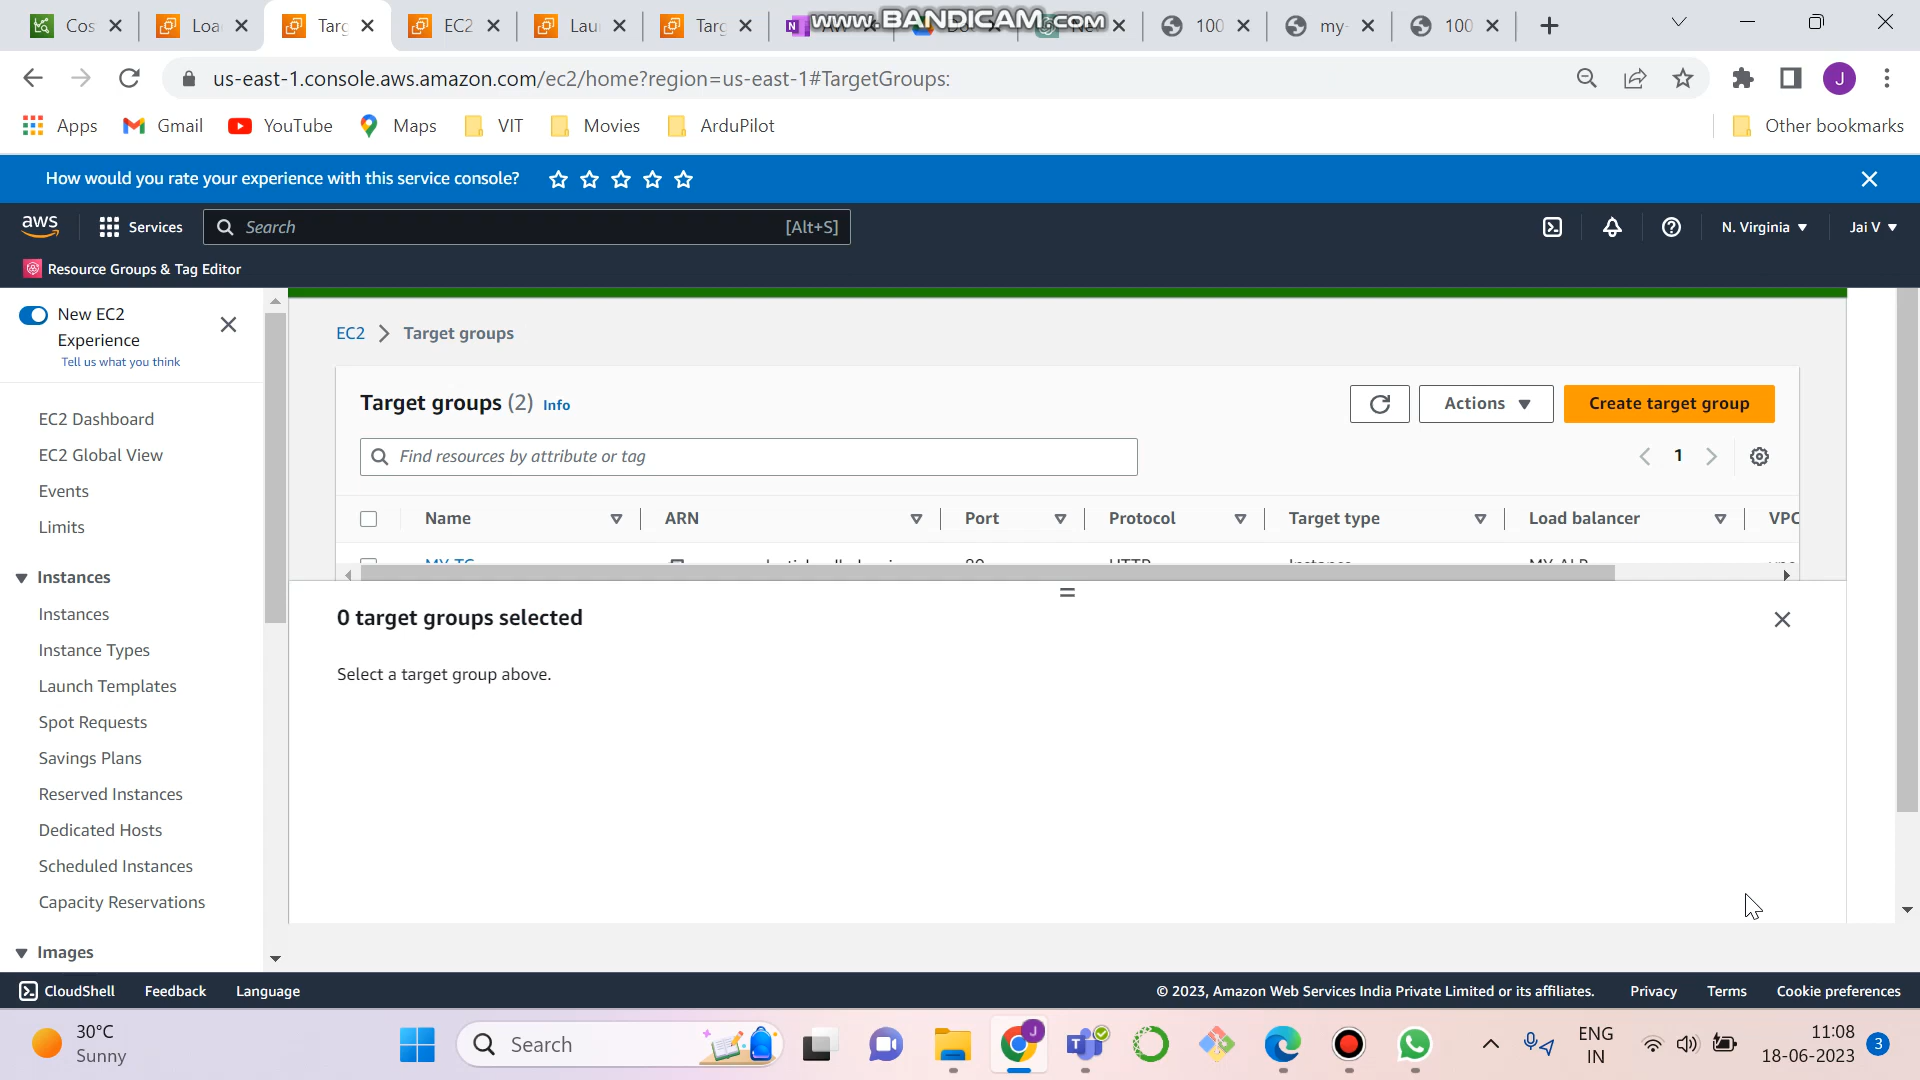 Cos
Loa
Targ
EC2
Lau
Targ
100
my-
100
www.BANDICAM.com
us-east-1.console.aws.amazon.com/ec2/home?region=us-east-1#TargetGroups:
J
Apps
Gmail
YouTube
Maps
VIT
Movies
ArduPilot
Other bookmarks
How would you rate your experience with this service console?
aws
Services
Search
[Alt+S]
N. Virginia
Jai V
Resource Groups & Tag Editor
New EC2
Experience
Tell us what you think
EC2 Dashboard
EC2 Global View
Events
Limits
Instances
Instances
Instance Types
Launch Templates
Spot Requests
Savings Plans
Reserved Instances
Dedicated Hosts
Scheduled Instances
Capacity Reservations
Images
EC2 > Target groups
Target groups (2) Info
Actions
Create target group
Find resources by attribute or tag
1
Name
ARN
Port
Protocol
Target type
Load balancer
VPC
0 target groups selected
Select a target group above.
CloudShell
Feedback
Language
© 2023, Amazon Web Services India Private Limited or its affiliates.
Privacy
Terms
Cookie preferences
30°C
Sunny
Search
J
ENG
IN
11:08
18-06-2023
3